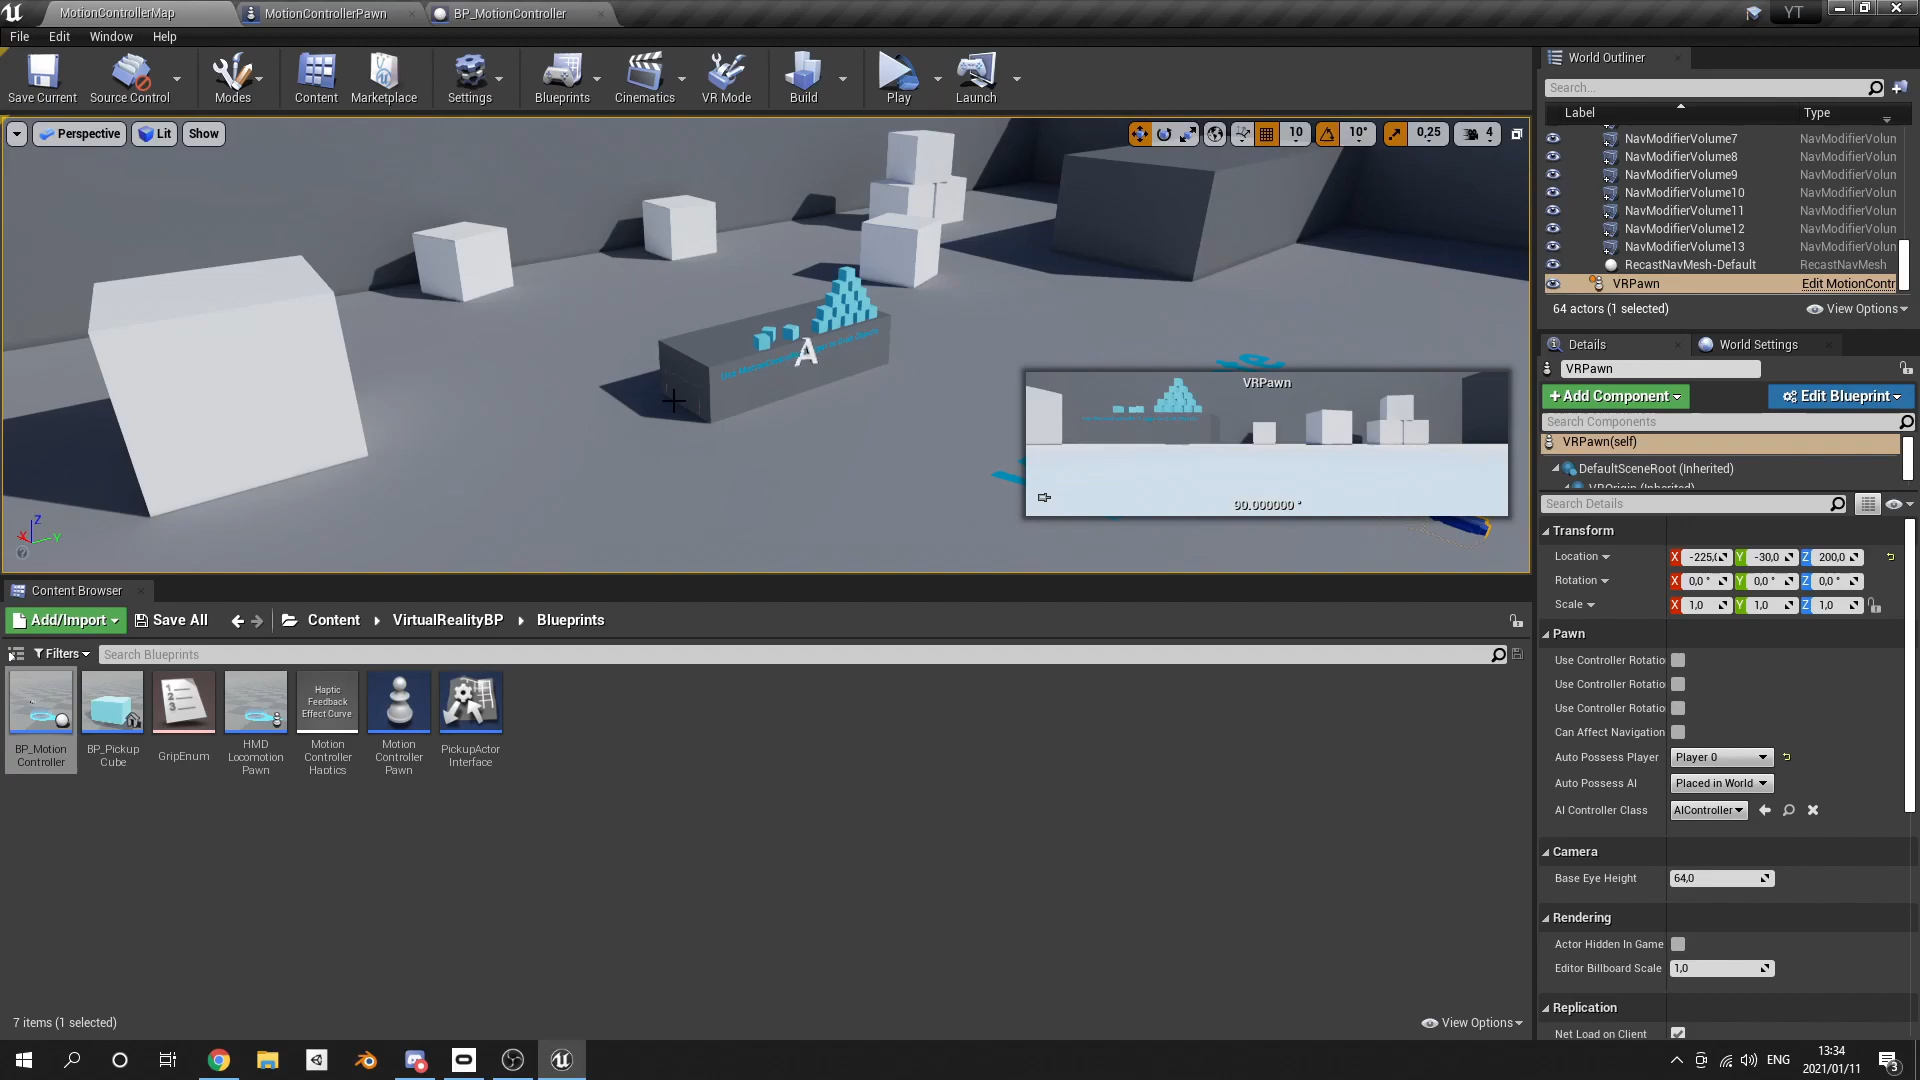 MotionControllerMap
MotionControllerPawn
BP_MotionController
YT
File
Edit
Window
Help
Save Current
Source Control
Modes
Content
Marketplace
Settings
Blueprints
Cinematics
VR Mode
Build
Play
Launch
Perspective
Lit
Show
10
10°
0,25
4
VRPawn
90.000000 °
A
Z
X
Y
World Outliner
Search...
Label
Type
NavModifierVolume7
NavModifierVolun
NavModifierVolume8
NavModifierVolun
NavModifierVolume9
NavModifierVolun
NavModifierVolume10
NavModifierVolun
NavModifierVolume11
NavModifierVolun
NavModifierVolume12
NavModifierVolun
NavModifierVolume13
NavModifierVolun
RecastNavMesh-Default
RecastNavMesh
VRPawn
Edit MotionContr
64 actors (1 selected)
View Options
Details
World Settings
VRPawn
+Add Component
Edit Blueprint
Search Components
VRPawn(self)
DefaultSceneRoot (Inherited)
VROrigin (Inherited)
Search Details
Transform
Location
X -225,( Y -30,0 Z 200,0
Rotation
X 0,0 ° Y 0,0 ° Z 0,0 °
Scale
X 1,0 Y 1,0 Z 1,0
Pawn
Use Controller Rotatio
Use Controller Rotatio
Use Controller Rotatio
Can Affect Navigation
Auto Possess Player
Player 0
Auto Possess AI
Placed in World
AI Controller Class
AIController
Camera
Base Eye Height
64,0
Rendering
Actor Hidden In Game
Editor Billboard Scale
1,0
Replication
Net Load on Client
Content Browser
Add/Import
Save All
Content
VirtualRealityBP
Blueprints
Filters
Search Blueprints
BP_Motion
Controller
BP_Pickup
Cube
1
2
3
GripEnum
HMD
Locomotion
Pawn
Haptic
Feedback
Effect Curve
Motion
Controller
Haptics
Motion
Controller
Pawn
PickupActor
Interface
7 items (1 selected)
View Options
ENG
13:34
2021/01/11
3